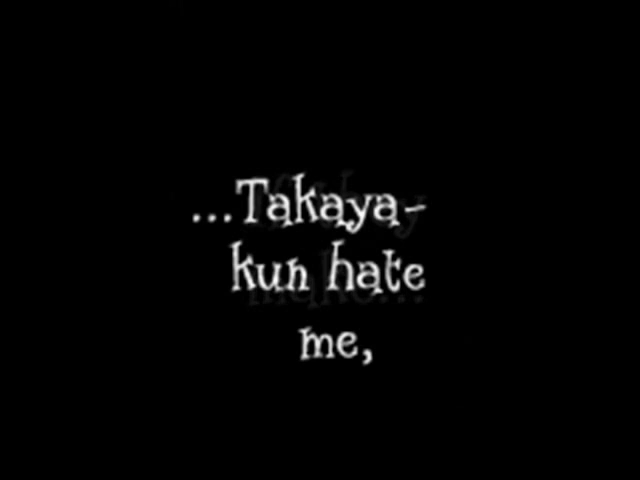 ...Takaya-
kun hate
me,